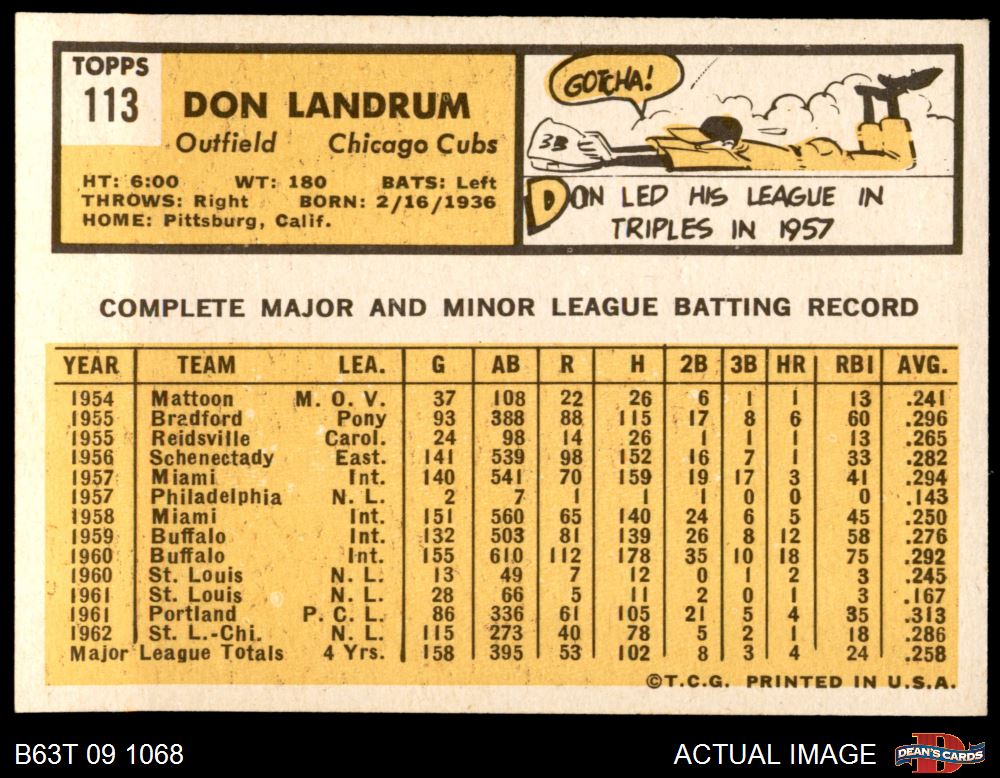 TOPPS
113
DON LANDRUM
Outfield Chicago Cubs
HT: 6:00 WT: 180 BATS: Left
THROWS: Right BORN: 2/16/1936
HOME: Pittsburg, Calif.
GOTCHA!
3B
DON LED HIS LEAGUE IN
TRIPLES IN 1957
COMPLETE MAJOR AND MINOR LEAGUE BATTING RECORD
YEAR TEAM LEA. G AB R H 2B 3B HR RBI AVG.
1954 Mattoon M. O. V. 37 108 22 26 6 1 1 13 .241
1955 Bradford Pony 93 388 88 115 17 8 6 60 .296
1955 Reidsville Carol. 24 98 14 26 1 1 1 13 .265
1956 Schenectady East. 141 539 98 152 16 7 1 33 .282
1957 Miami Int. 140 541 70 159 19 17 3 41 .294
1957 Philadelphia N. L. 2 7 1 1 1 0 0 0 .143
1958 Miami Int. 151 560 65 140 24 6 5 45 .250
1959 Buffalo Int. 132 503 81 139 26 8 12 58 .276
1960 Buffalo Int. 155 610 112 178 35 10 18 75 .292
1960 St. Louis N. L. 13 49 7 12 0 1 2 3 .245
1961 St. Louis N. L. 28 66 5 11 2 0 1 3 .167
1961 Portland P. C. L. 86 336 61 105 21 5 4 35 .313
1962 St. L.-Chi. N. L. 115 273 40 78 5 2 1 18 .286
Major League Totals 4 Yrs. 158 395 53 102 8 3 4 24 .258
©T.C.G. PRINTED IN U.S.A.
B63T 09 1068 ACTUAL IMAGE DEAN'S CARDS